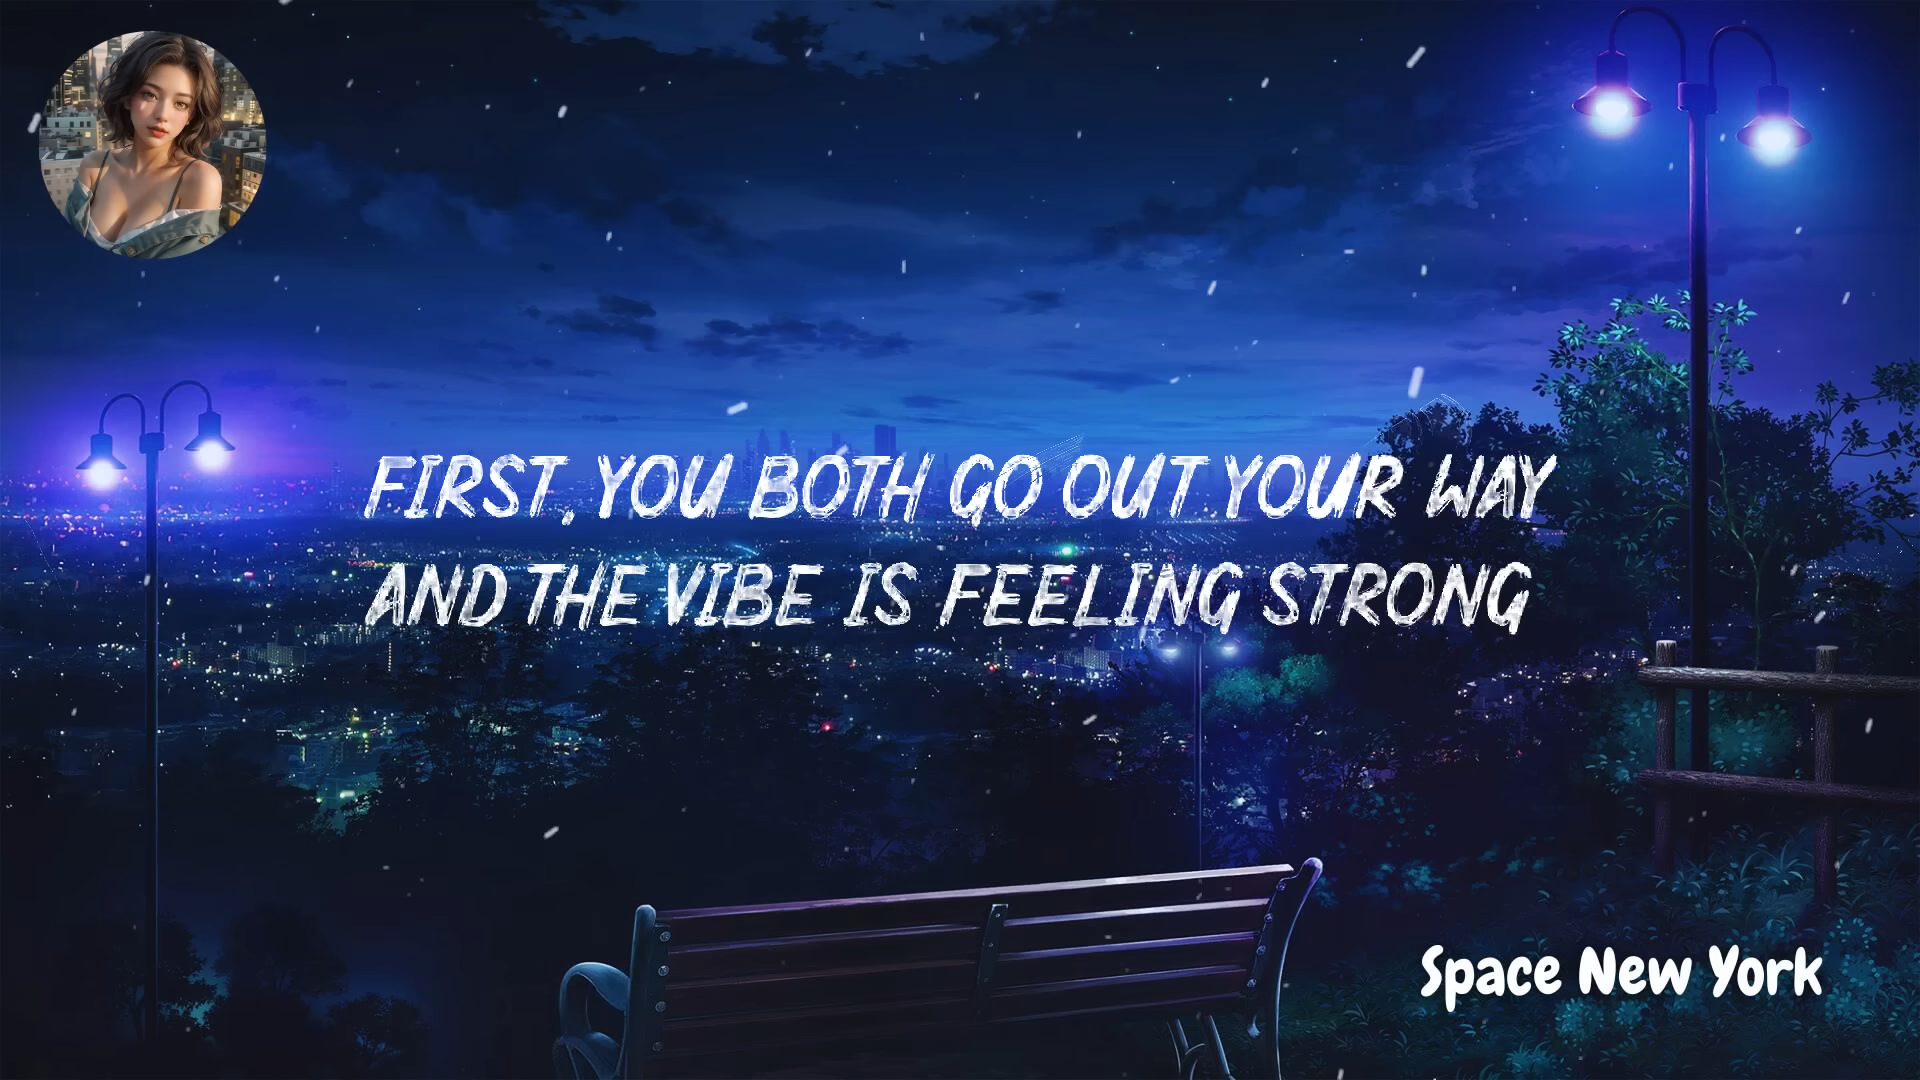 FIRST, YOU BOTH GO OUT YOUR WAY
AND THE VIBE IS FEELING STRONG
Space New York